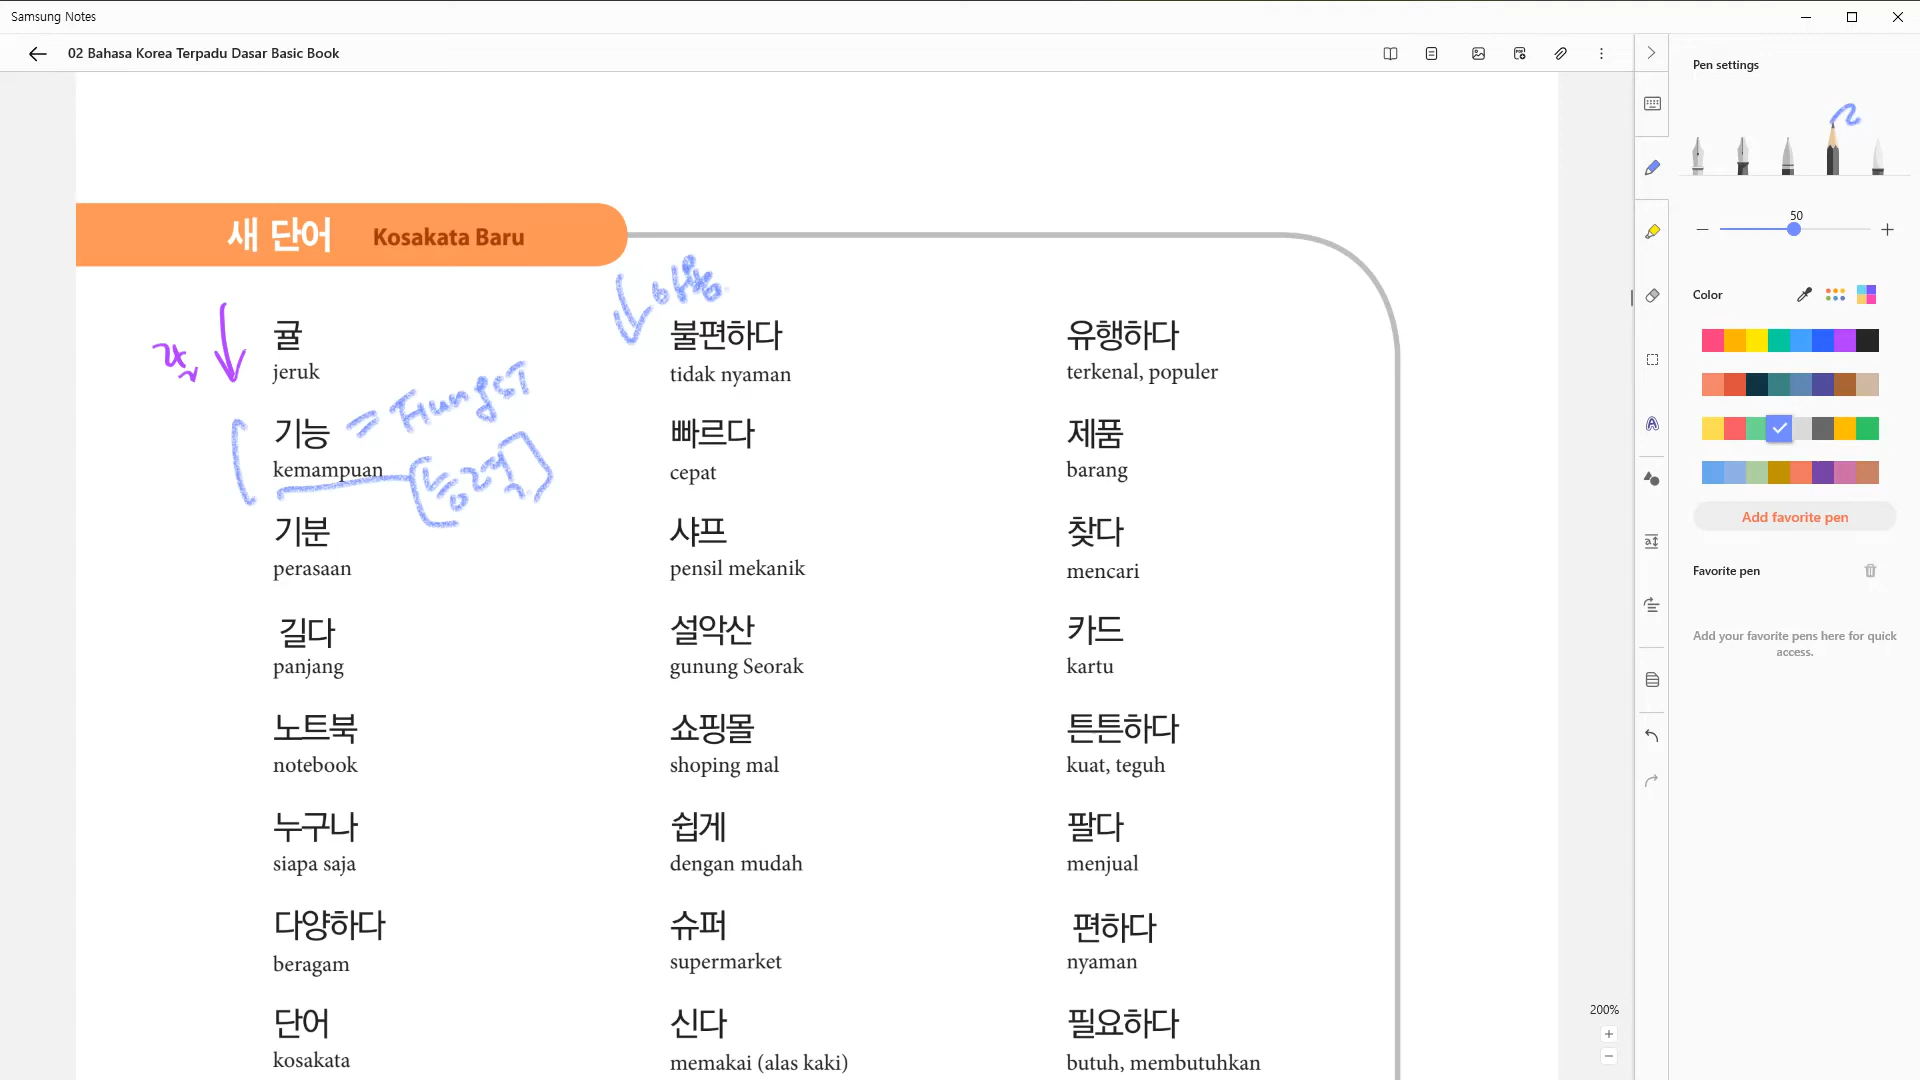 Samsung Notes
02 Bahasa Korea Terpadu Dasar Basic Book
새 단어 Kosakata Baru
귤
jeruk
기능 = FUngsI
kemampuan (능력)
기분
perasaan
길다
panjang
노트북
notebook
누구나
siapa saja
다양하다
beragam
단어
kosakata
불편하다
tidak nyaman
빠르다
cepat
샤프
pensil mekanik
설악산
gunung Seorak
쇼핑몰
shoping mal
쉽게
dengan mudah
슈퍼
supermarket
신다
memakai (alas kaki)
유행하다
terkenal, populer
제품
barang
찾다
mencari
카드
kartu
튼튼하다
kuat, teguh
팔다
menjual
편하다
nyaman
필요하다
butuh, membutuhkan
200%
Pen settings
50
Color
Add favorite pen
Favorite pen
Add your favorite pens here for quick
access.